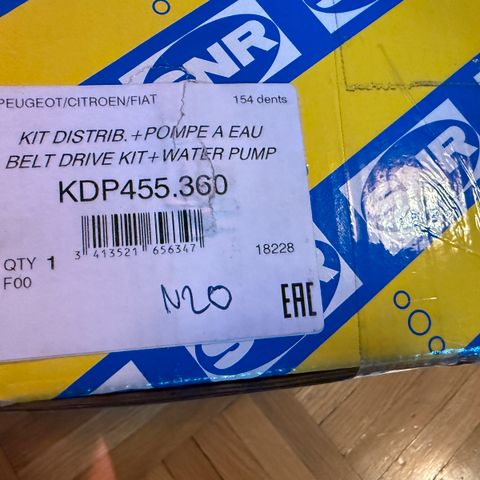 SNR
PEUGEOT/CITROEN/FIAT 154 dents
KIT DISTRIB.+POMPE A EAU
BELT DRIVE KIT+WATER PUMP
KDP455.360
3 413521 656347
QTY 1 18228
F00
N20
EAC
SNR
SNR